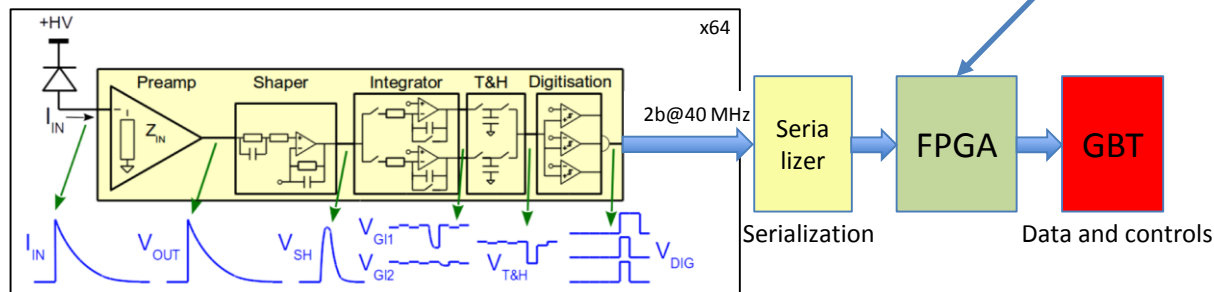 +HV
x64
Preamp
Shaper
Integrator
T&H
Digitisation
I_IN
Z_IN
2b@40 MHz
Seria
lizer
FPGA
GBT
Serialization
Data and controls
I_IN
V_OUT
V_SH
V_GI1
V_GI2
V_T&H
V_DIG